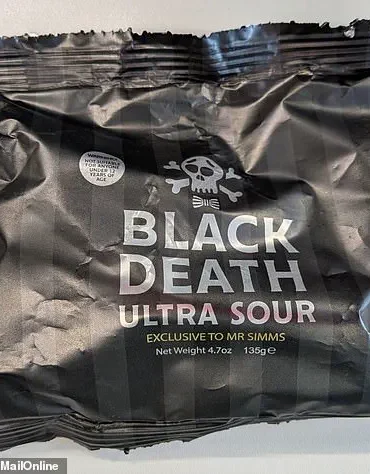 WARNING
NOT SUITABLE
FOR ANYONE
UNDER 12
YEARS OF
AGE
BLACK
DEATH
ULTRA SOUR
EXCLUSIVE TO MR SIMMS
Net Weight 4.7oz 135g℮
MailOnline